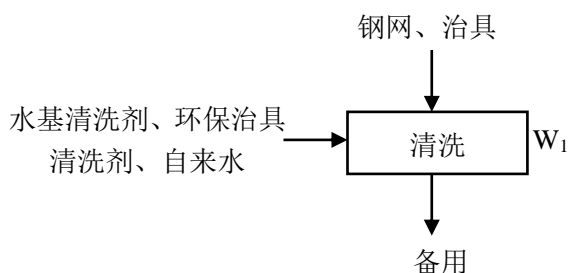 钢网、治具
水基清洗剂、环保治具
清洗剂、自来水
清洗
W₁
备用